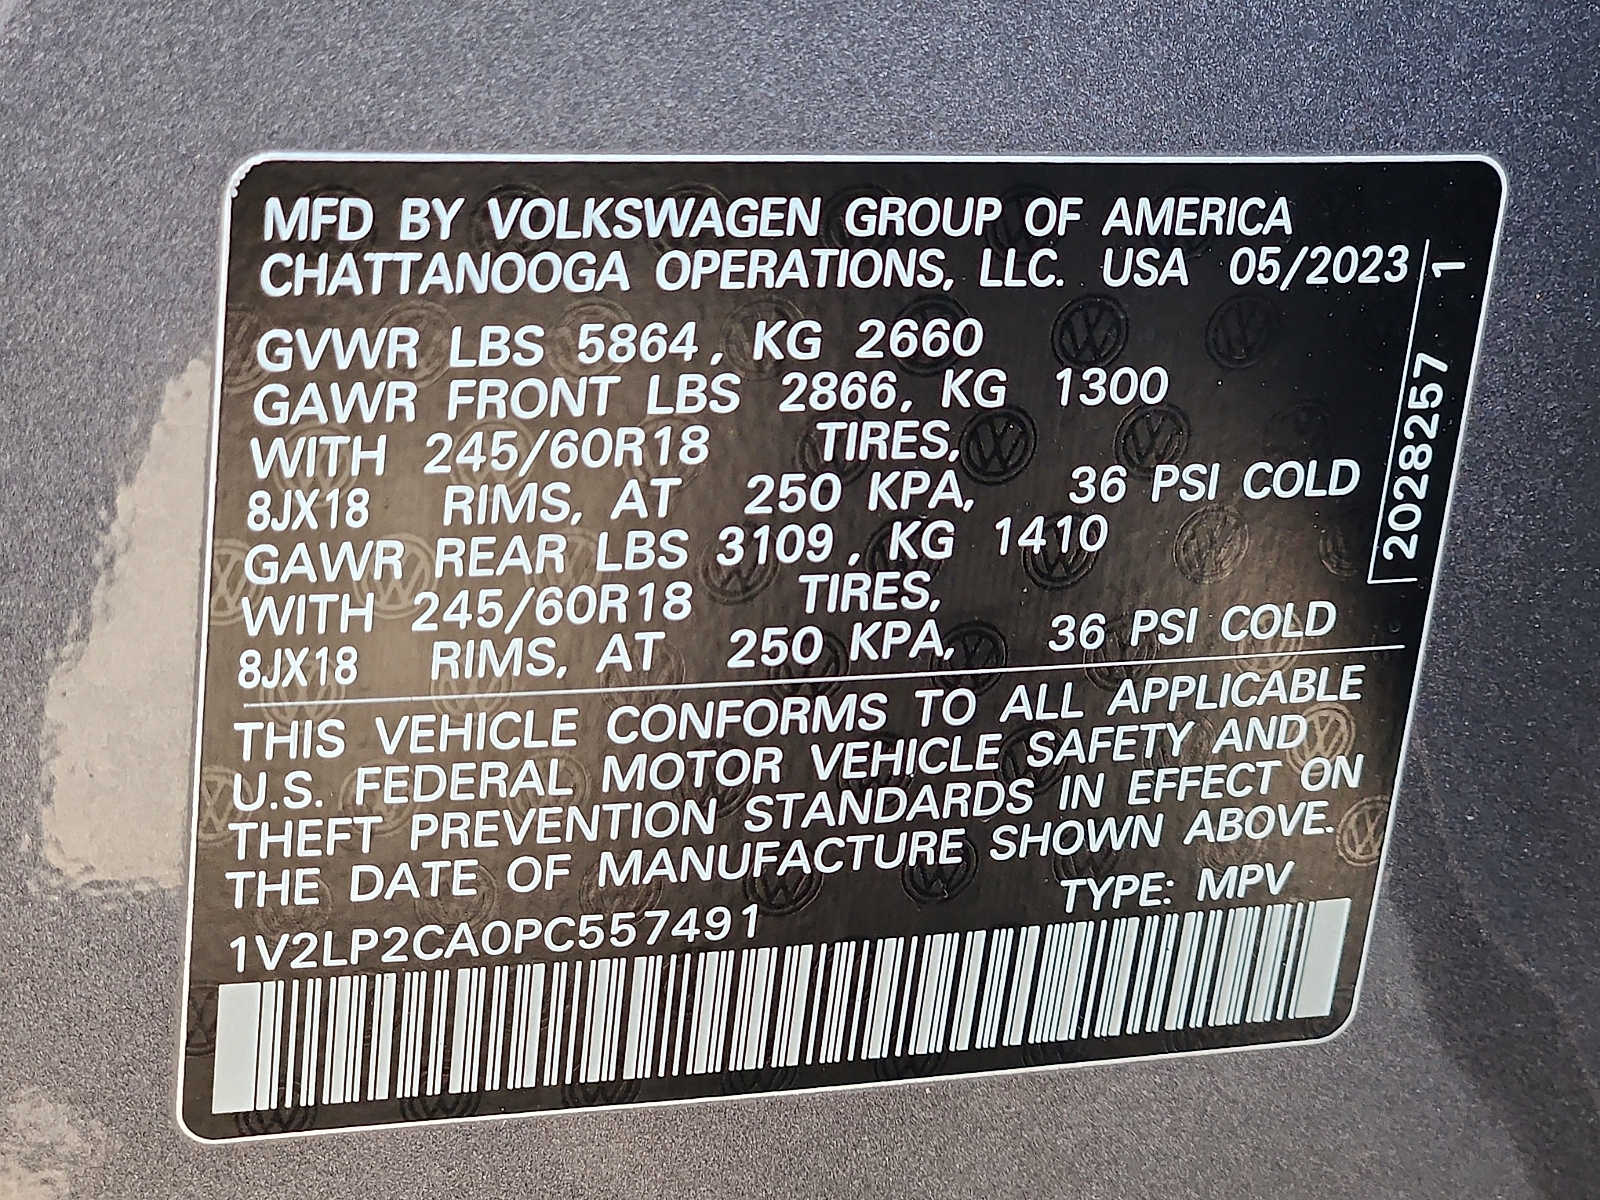 MFD BY VOLKSWAGEN GROUP OF AMERICA
CHATTANOOGA OPERATIONS, LLC. USA 05/2023
GVWR LBS 5864, KG 2660
GAWR FRONT LBS 2866, KG 1300
WITH 245/60R18 TIRES,
8JX18 RIMS, AT 250 KPA, 36 PSI COLD
GAWR REAR LBS 3109, KG 1410
WITH 245/60R18 TIRES,
8JX18 RIMS, AT 250 KPA, 36 PSI COLD
THIS VEHICLE CONFORMS TO ALL APPLICABLE
U.S. FEDERAL MOTOR VEHICLE SAFETY AND
THEFT PREVENTION STANDARDS IN EFFECT ON
THE DATE OF MANUFACTURE SHOWN ABOVE.
1V2LP2CA0PC557491 TYPE: MPV
2028257 1